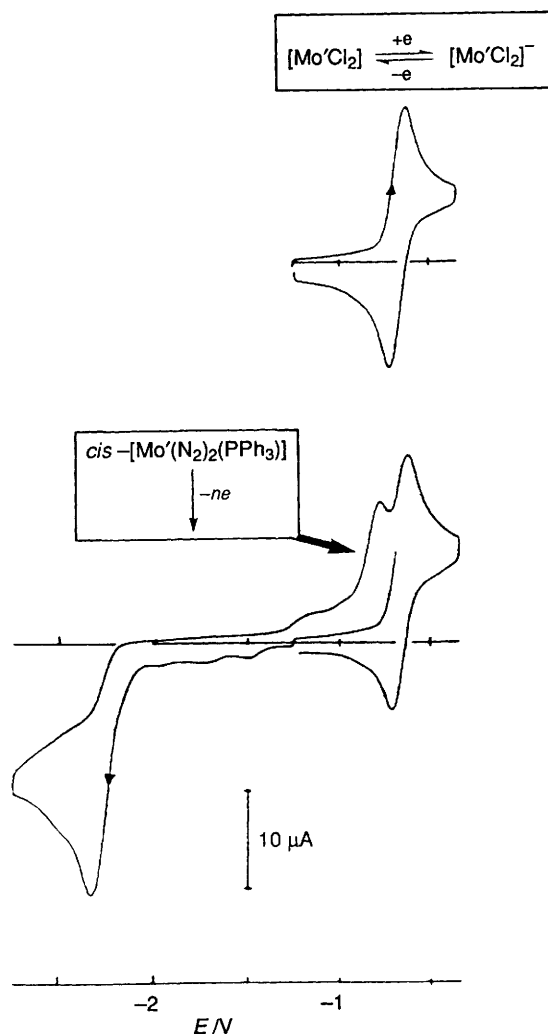 +e
[Mo′Cl₂] ⇌ [Mo′Cl₂]⁻
−e
cis–[Mo′(N₂)₂(PPh₃)]
−ne
10 μA
−2 −1
E/V